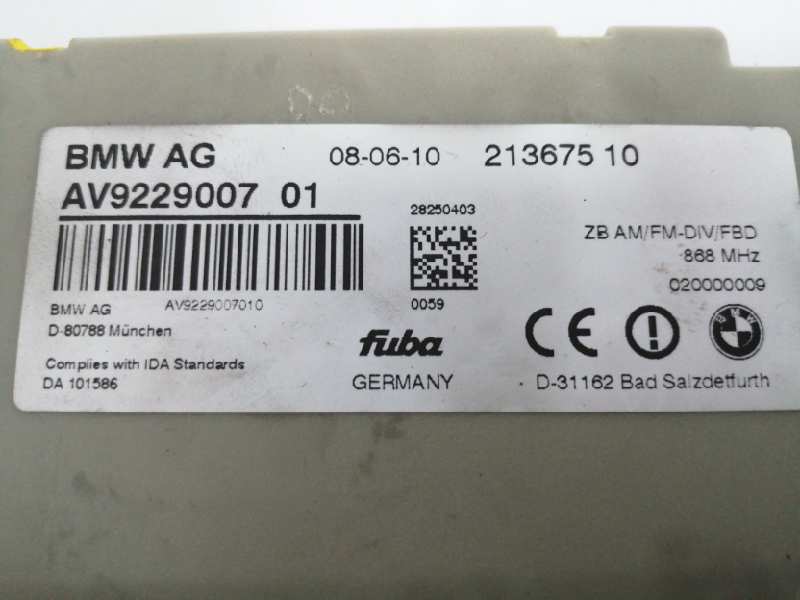 BMW AG 08-06-10 213675 10
AV9229007 01
28250403
ZB AM/FM-DIV/FBD
868 MHz
020000009
AV9229007010
0059
BMW AG
D-80788 München
fuba
CE
BMW
Complies with IDA Standards
DA 101586
GERMANY
D-31162 Bad Salzdetfurth